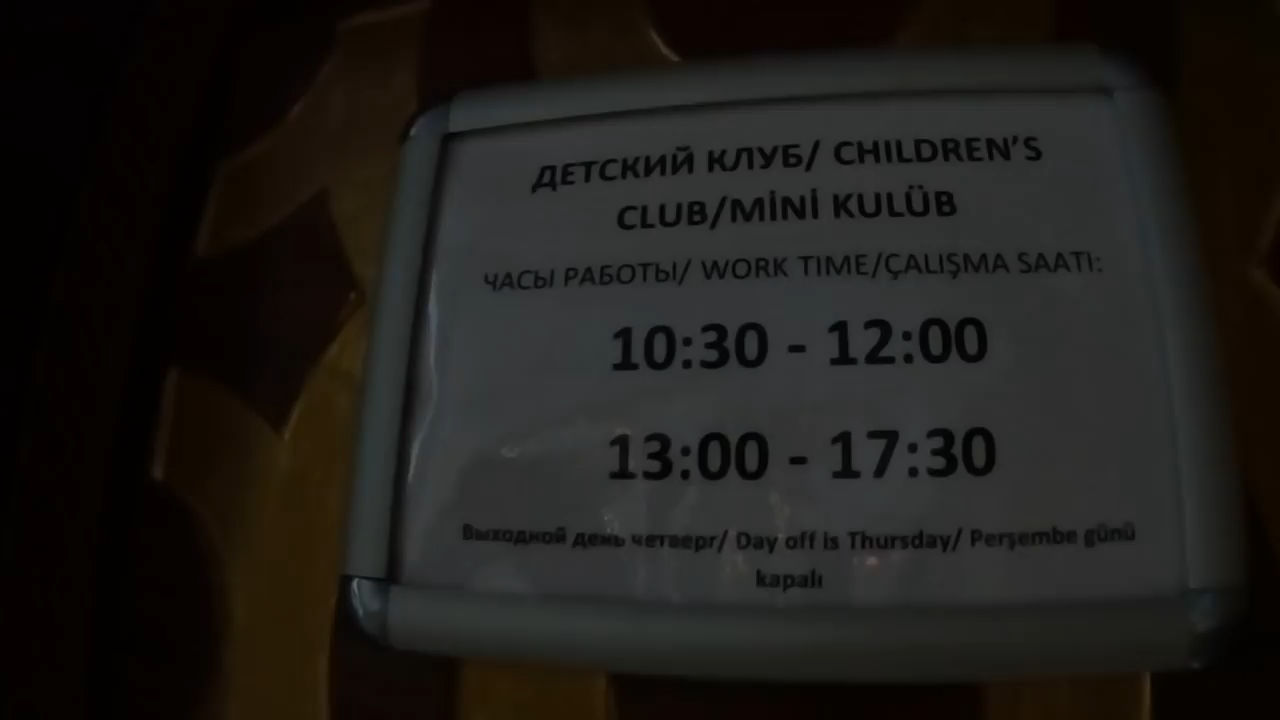 ДЕТСКИЙ КЛУБ/ CHILDREN'S
CLUB/MİNİ KULÜB
ЧАСЫ РАБОТЫ/ WORK TIME/ÇALIŞMA SAATI:
10:30 - 12:00
13:00 - 17:30
Выходной день четверг/ Day off is Thursday/ Perşembe günü
kapalı